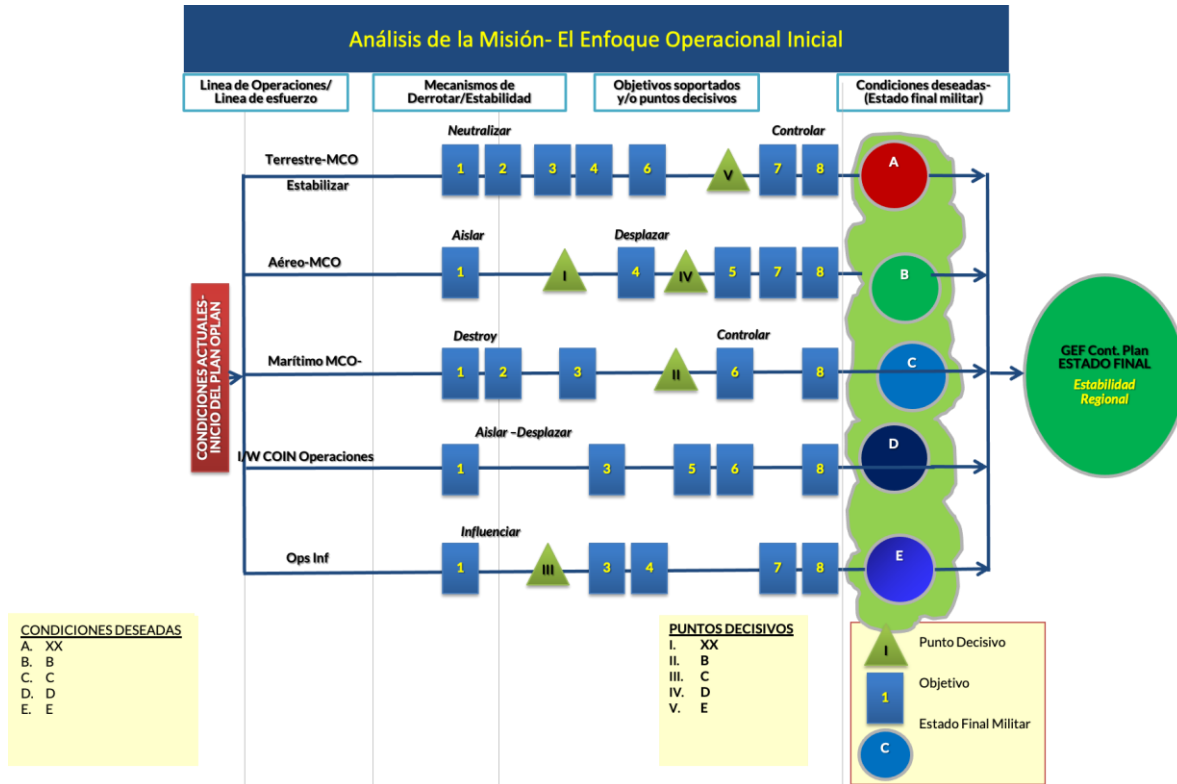 Análisis de la Misión- El Enfoque Operacional Inicial
Linea de Operaciones/
Linea de esfuerzo
Mecanismos de
Derrotar/Estabilidad
Objetivos soportados
y/o puntos decisivos
Condiciones deseadas-
(Estado final militar)
Neutralizar
Controlar
Terrestre-MCO
Estabilizar
1 2 3 4 6 V 7 8 A
Aislar
Desplazar
Aéreo-MCO
1 I 4 IV 5 7 8 B
CONDICIONES ACTUALES-
INICIO DEL PLAN OPLAN
Destroy
Controlar
Marítimo MCO-
1 2 3 II 6 8 C
GEF Cont. Plan
ESTADO FINAL
Estabilidad
Regional
Aislar –Desplazar
I/W COIN Operaciones
1 3 5 6 8 D
Influenciar
Ops Inf
1 III 3 4 7 8 E
CONDICIONES DESEADAS
A. XX
B. B
C. C
D. D
E. E
PUNTOS DECISIVOS
I. XX
II. B
III. C
IV. D
V. E
I Punto Decisivo
1 Objetivo
Estado Final Militar
C